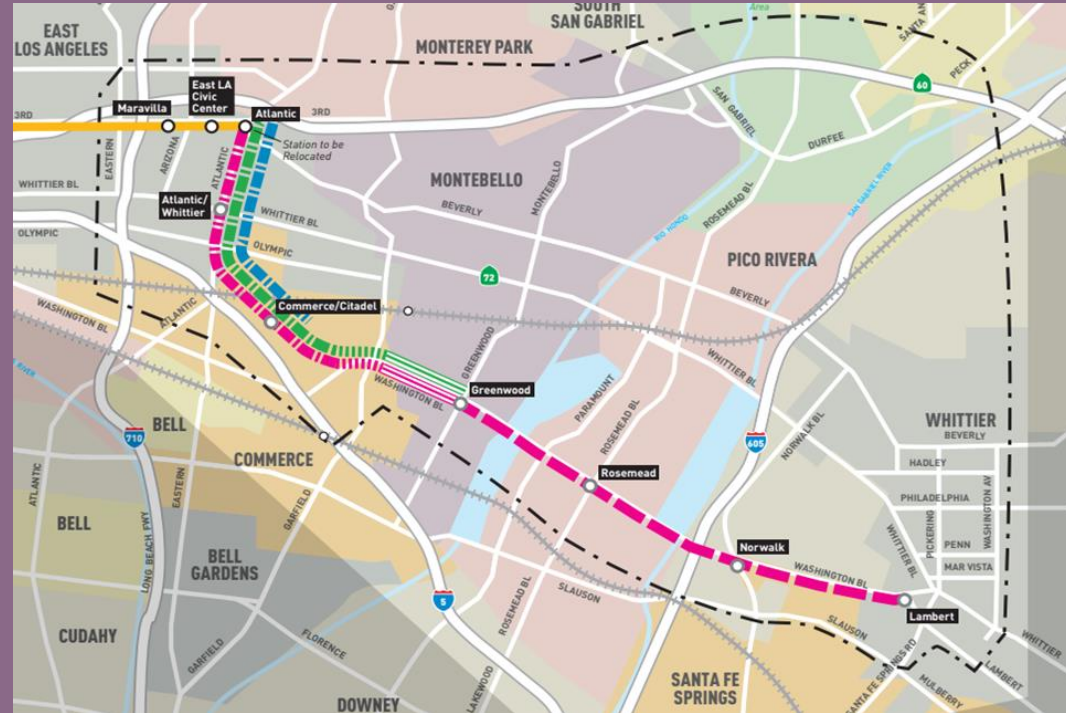 EAST
LOS ANGELES
MONTEREY PARK
SOUTH
SAN GABRIEL
Area
SANTA AN
PECK
60
Maravilla
East LA
Civic
Center
Atlantic
3RD
3RD
Station to be
Relocated
SAN GABRIEL
DURFEE
EASTERN
ARIZONA
ATLANTIC
MONTEBELLO
MONTEBELLO
WHITTIER BL
Atlantic/
Whittier
WHITTIER BL
BEVERLY
RIO HONDO
ROSEMEAD BL
SAN GABRIEL RIVER
OLYMPIC
OLYMPIC
72
PICO RIVERA
BEVERLY
WASHINGTON BL
ATLANTIC
Commerce/Citadel
GREENWOOD
WHITTIER BL
RIVER
WASHINGTON BL
Greenwood
PARAMOUNT
ROSEMEAD BL
NORWALK BL
WHITTIER
BEVERLY
710
BELL
605
COMMERCE
HADLEY
Rosemead
PHILADELPHIA
ATLANTIC
EASTERN
GARFIELD
PICKERING
WASHINGTON AV
BELL
LONG BEACH FWY
BELL
GARDENS
Norwalk
WHITTIER BL
PENN
MAR VISTA
WASHINGTON BL
SLAUSON
5
ROSEMEAD BL
Lambert
CUDAHY
GARFIELD
FLORENCE
SLAUSON
WHITTIER
LAKEWOOD
SANTA FE
SPRINGS
SANTA FE SPRINGS RD
LAMBERT
MULBERRY
DOWNEY